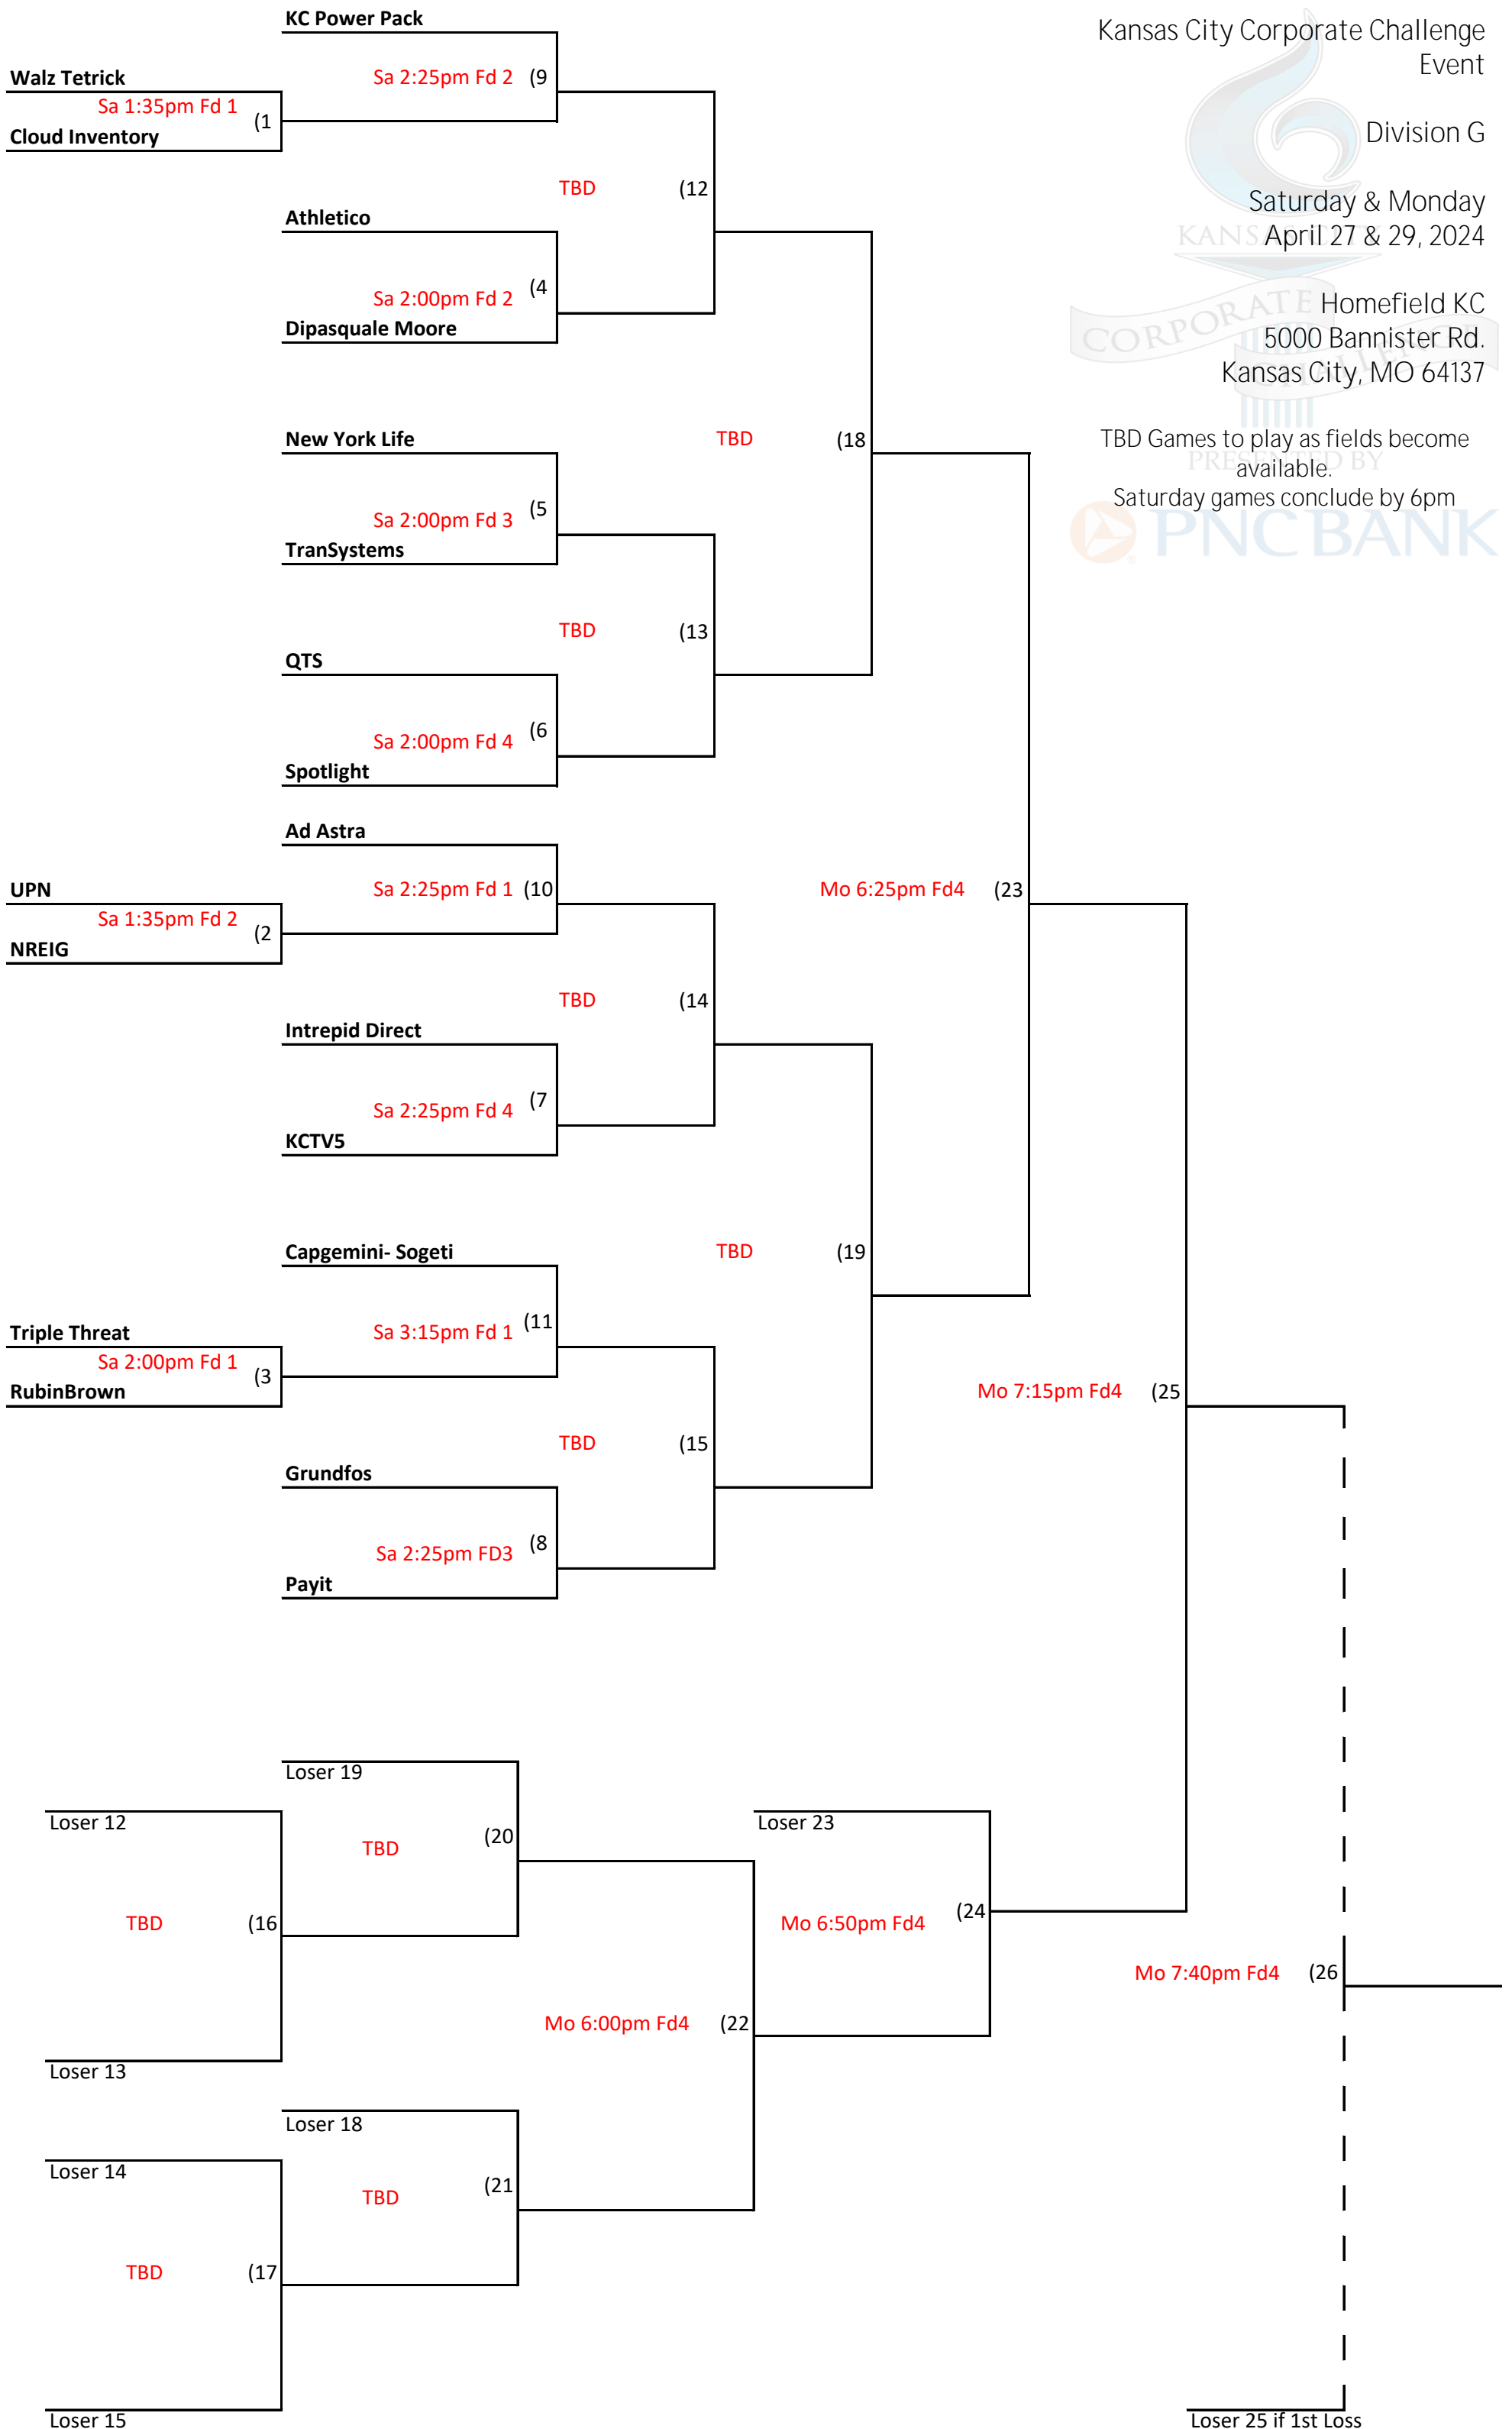 KC Power Pack
Kansas City Corporate Challenge
Event
Walz Tetrick
Sa 2:25pm Fd 2 (9
Sa 1:35pm Fd 1 (1
Cloud Inventory
Division G
TBD (12
Athletico
Saturday & Monday
April 27 & 29, 2024
KANSAS CITY
Sa 2:00pm Fd 2 (4
Dipasquale Moore
Homefield KC
5000 Bannister Rd.
Kansas City, MO 64137
CORPORATE
CHALLENGE
New York Life
TBD (18
TBD Games to play as fields become
available.
PRESENTED BY
Saturday games conclude by 6pm
PNC BANK
Sa 2:00pm Fd 3 (5
TranSystems
TBD (13
QTS
Sa 2:00pm Fd 4 (6
Spotlight
Ad Astra
UPN
Sa 2:25pm Fd 1 (10
Mo 6:25pm Fd4 (23
Sa 1:35pm Fd 2 (2
NREIG
TBD (14
Intrepid Direct
Sa 2:25pm Fd 4 (7
KCTV5
Capgemini- Sogeti
TBD (19
Triple Threat
Sa 3:15pm Fd 1 (11
Sa 2:00pm Fd 1 (3
RubinBrown
Mo 7:15pm Fd4 (25
TBD (15
Grundfos
Sa 2:25pm FD3 (8
Payit
Loser 19
Loser 12
Loser 23
TBD (20
TBD (16
Mo 6:50pm Fd4 (24
Mo 7:40pm Fd4 (26
Mo 6:00pm Fd4 (22
Loser 13
Loser 18
Loser 14
TBD (21
TBD (17
Loser 15
Loser 25 if 1st Loss